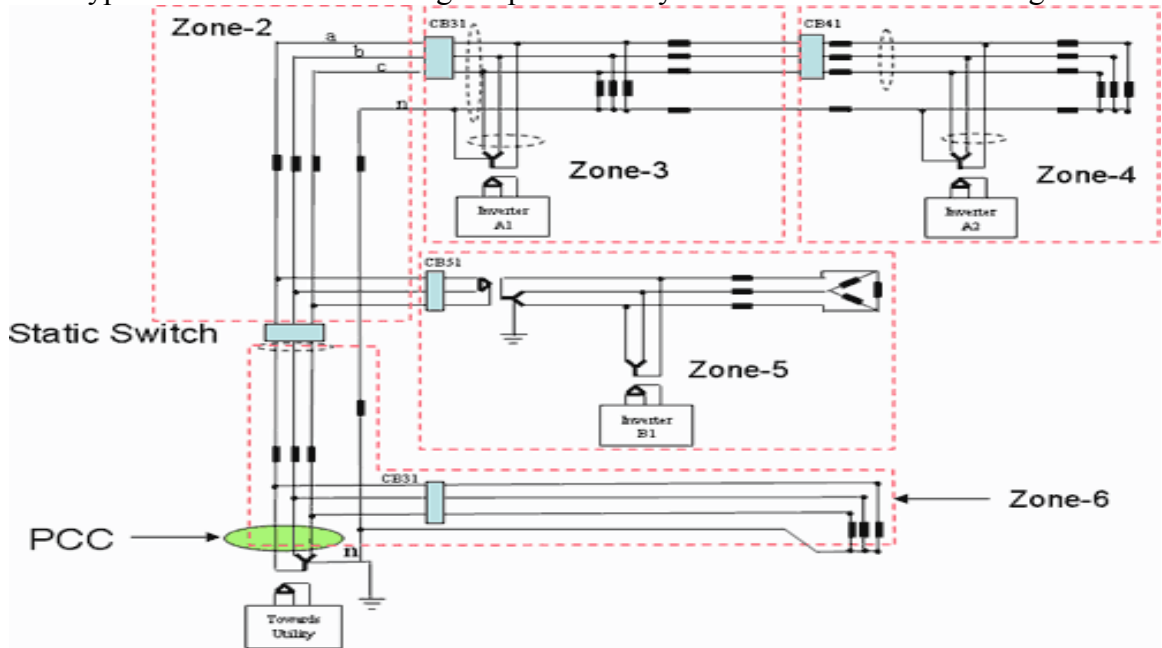 Zone-2
a
b
c
n
CB31
CB41
Zone-3
Zone-4
Inverter
A1
Inverter
A2
CB51
Static Switch
Zone-5
Inverter
B1
CB31
Zone-6
PCC
n
Towards
Utility